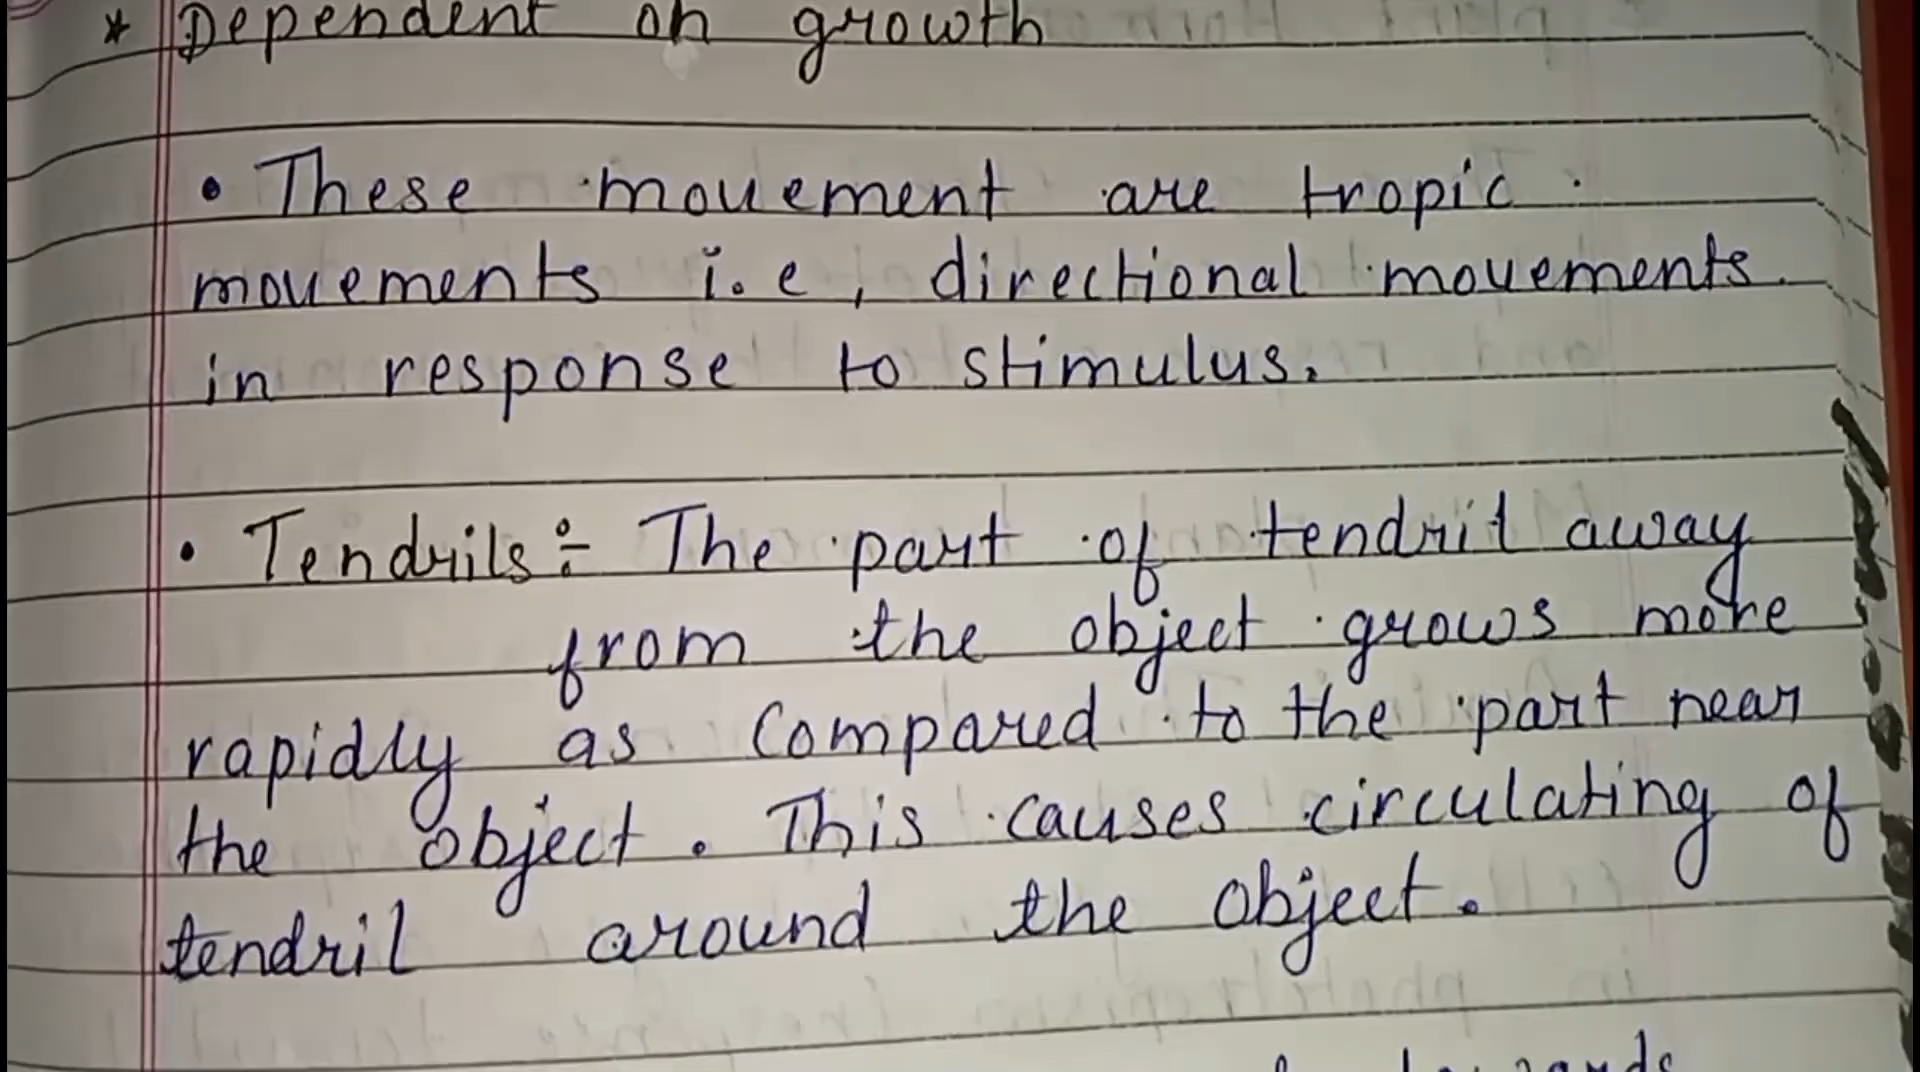 * Dependent on growth
• These movement are tropic
movements i.e, directional movements
in response to stimulus.
• Tendrils :- The part of tendril away
from the object grows more
rapidly as compared to the part near
the object. This causes circulating of
tendril around the object.